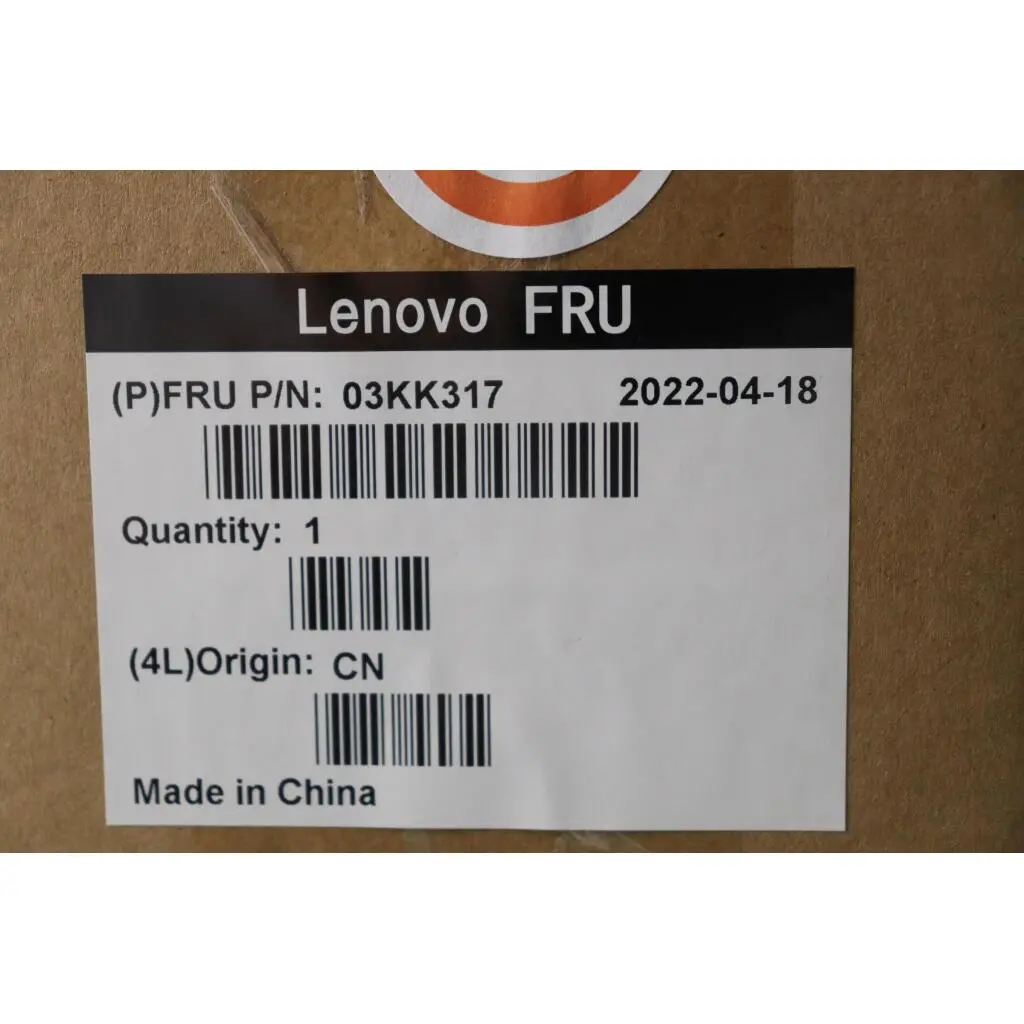 Lenovo FRU
(P)FRU P/N: 03KK317 2022-04-18
Quantity: 1
(4L)Origin: CN
Made in China